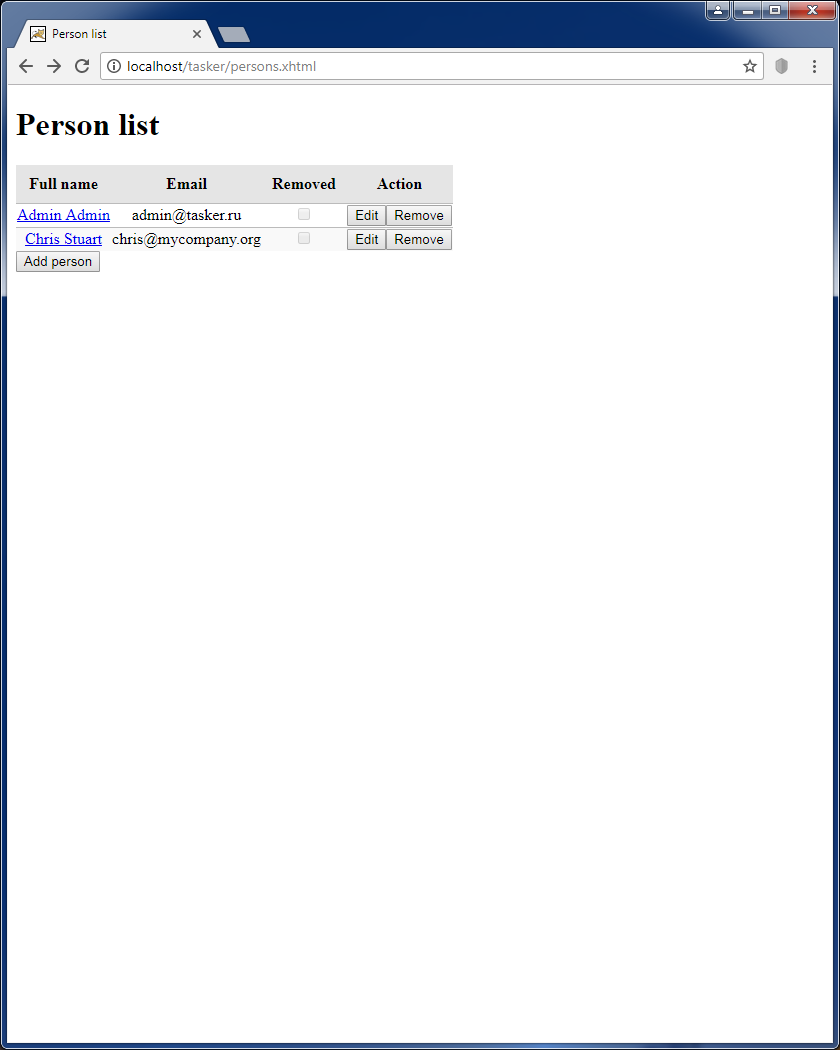 Person list
localhost/tasker/persons.xhtml
Person list
Full name Email Removed Action
Admin Admin admin@tasker.ru Edit Remove
Chris Stuart chris@mycompany.org Edit Remove
Add person